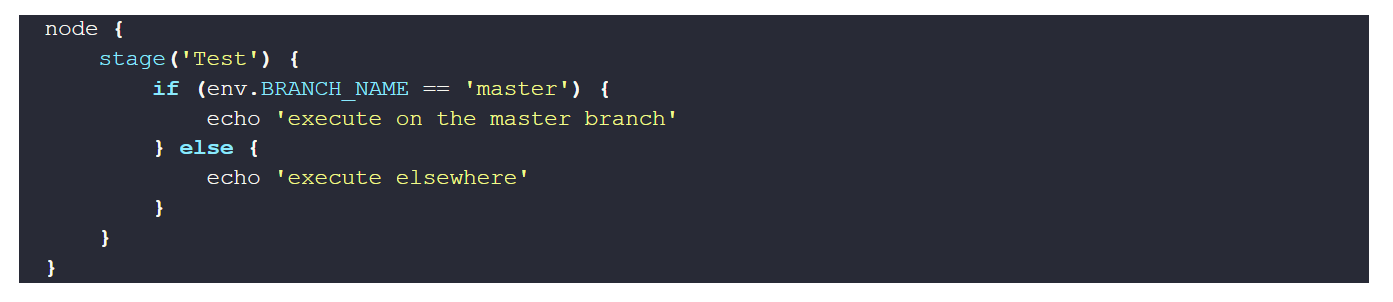 node {
    stage('Test') {
        if (env.BRANCH_NAME == 'master') {
            echo 'execute on the master branch'
        } else {
            echo 'execute elsewhere'
        }
    }
}